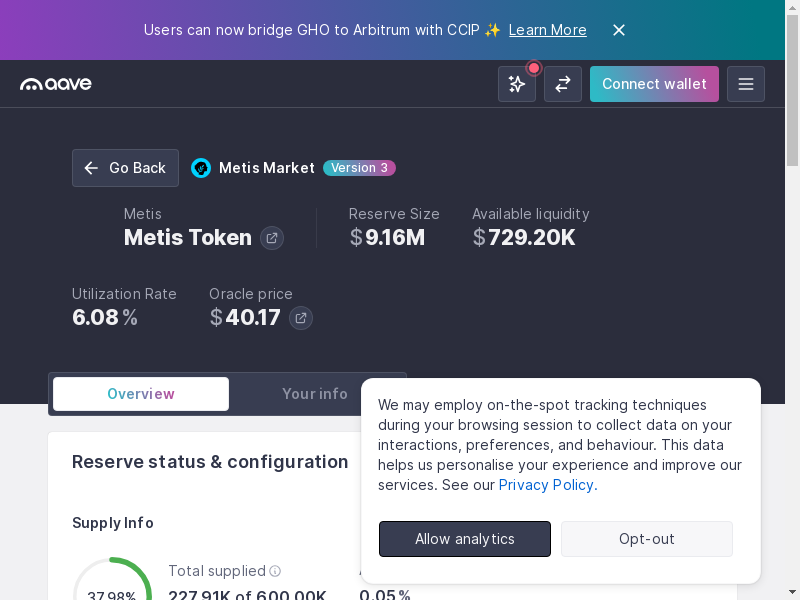 Users can now bridge GHO to Arbitrum with CCIP ✨ Learn More
aave
Connect wallet
Go Back
Metis Market
Version 3
Metis
Metis Token
Reserve Size
$9.16M
Available liquidity
$729.20K
Utilization Rate
6.08%
Oracle price
$40.17
Overview
Your info
We may employ on-the-spot tracking techniques
during your browsing session to collect data on your
interactions, preferences, and behaviour. This data
helps us personalise your experience and improve our
services. See our Privacy Policy.
Allow analytics
Opt-out
Reserve status & configuration
Supply Info
37.98%
Total supplied
227.91K of 600.00K
0.05%